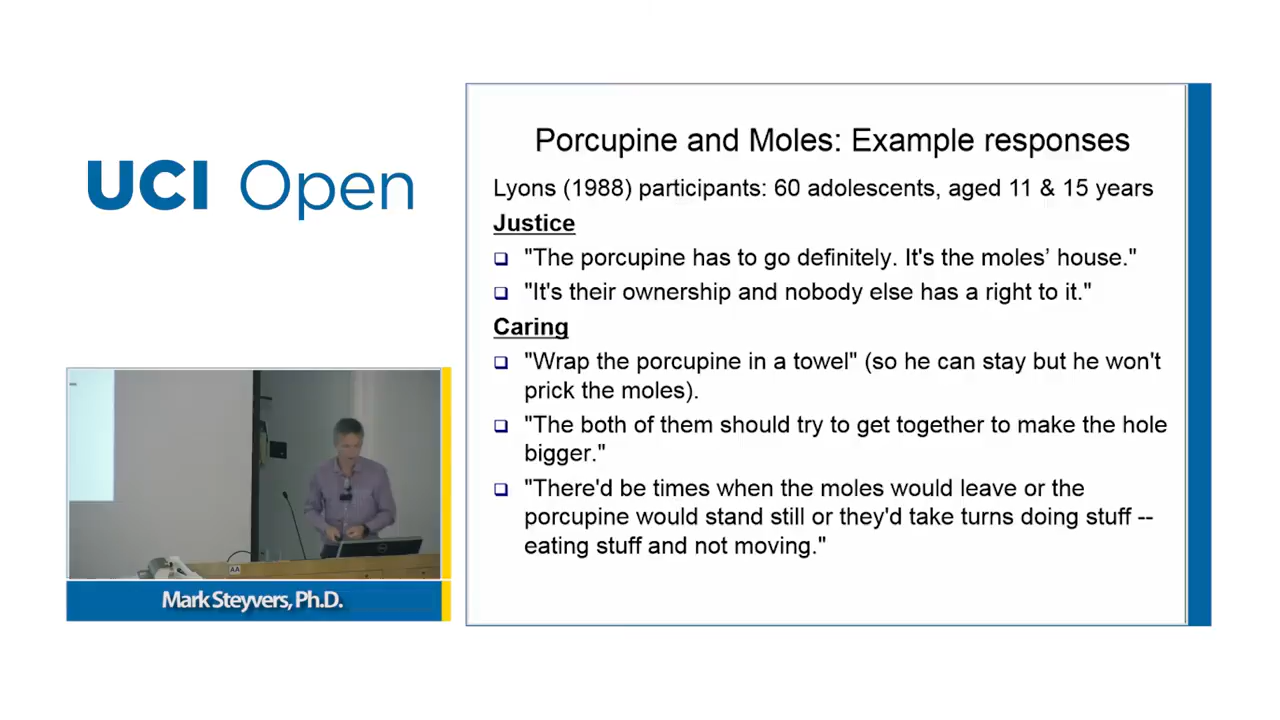 UCI Open
Porcupine and Moles: Example responses
Lyons (1988) participants: 60 adolescents, aged 11 & 15 years
Justice
"The porcupine has to go definitely. It's the moles’ house."
"It's their ownership and nobody else has a right to it."
Caring
"Wrap the porcupine in a towel" (so he can stay but he won't
prick the moles).
"The both of them should try to get together to make the hole
bigger."
"There'd be times when the moles would leave or the
porcupine would stand still or they'd take turns doing stuff --
eating stuff and not moving."
AA
Mark Steyvers, Ph.D.